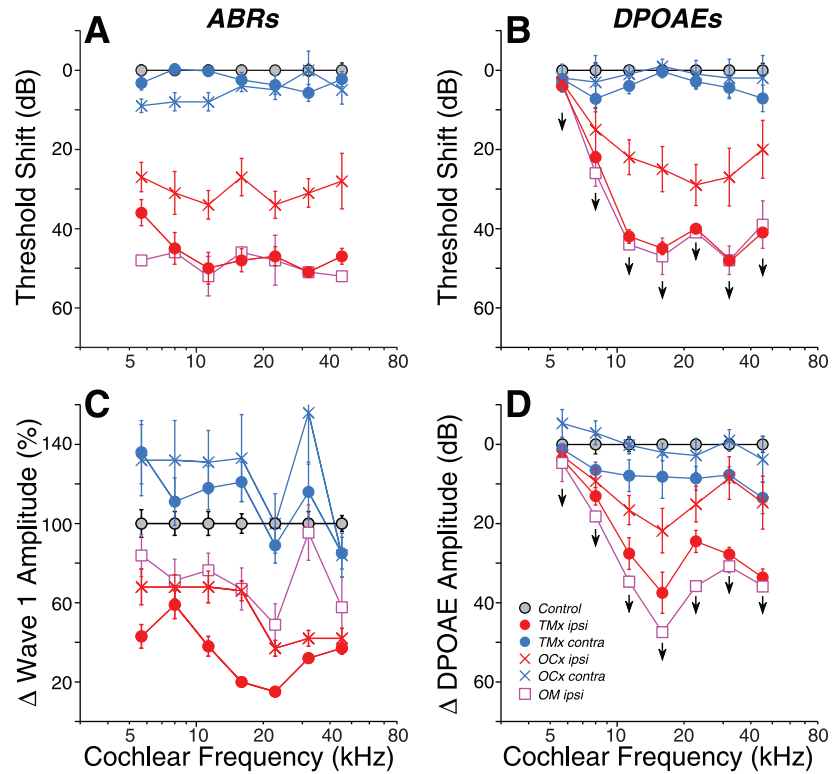 ABRs
DPOAEs
A
B
Threshold Shift (dB)
0
20
40
60
5
10
20
40
80
Threshold Shift (dB)
0
20
40
60
5
10
20
40
80
C
D
Δ Wave 1 Amplitude (%)
140
100
60
20
5
10
20
40
80
Cochlear Frequency (kHz)
Δ DPOAE Amplitude (dB)
0
20
40
60
Control
TMx ipsi
TMx contra
OCx ipsi
OCx contra
OM ipsi
5
10
20
40
80
Cochlear Frequency (kHz)